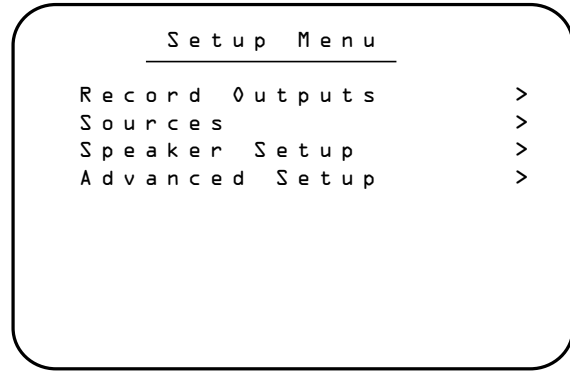 Setup Menu
Record Outputs >
Sources >
Speaker Setup >
Advanced Setup >